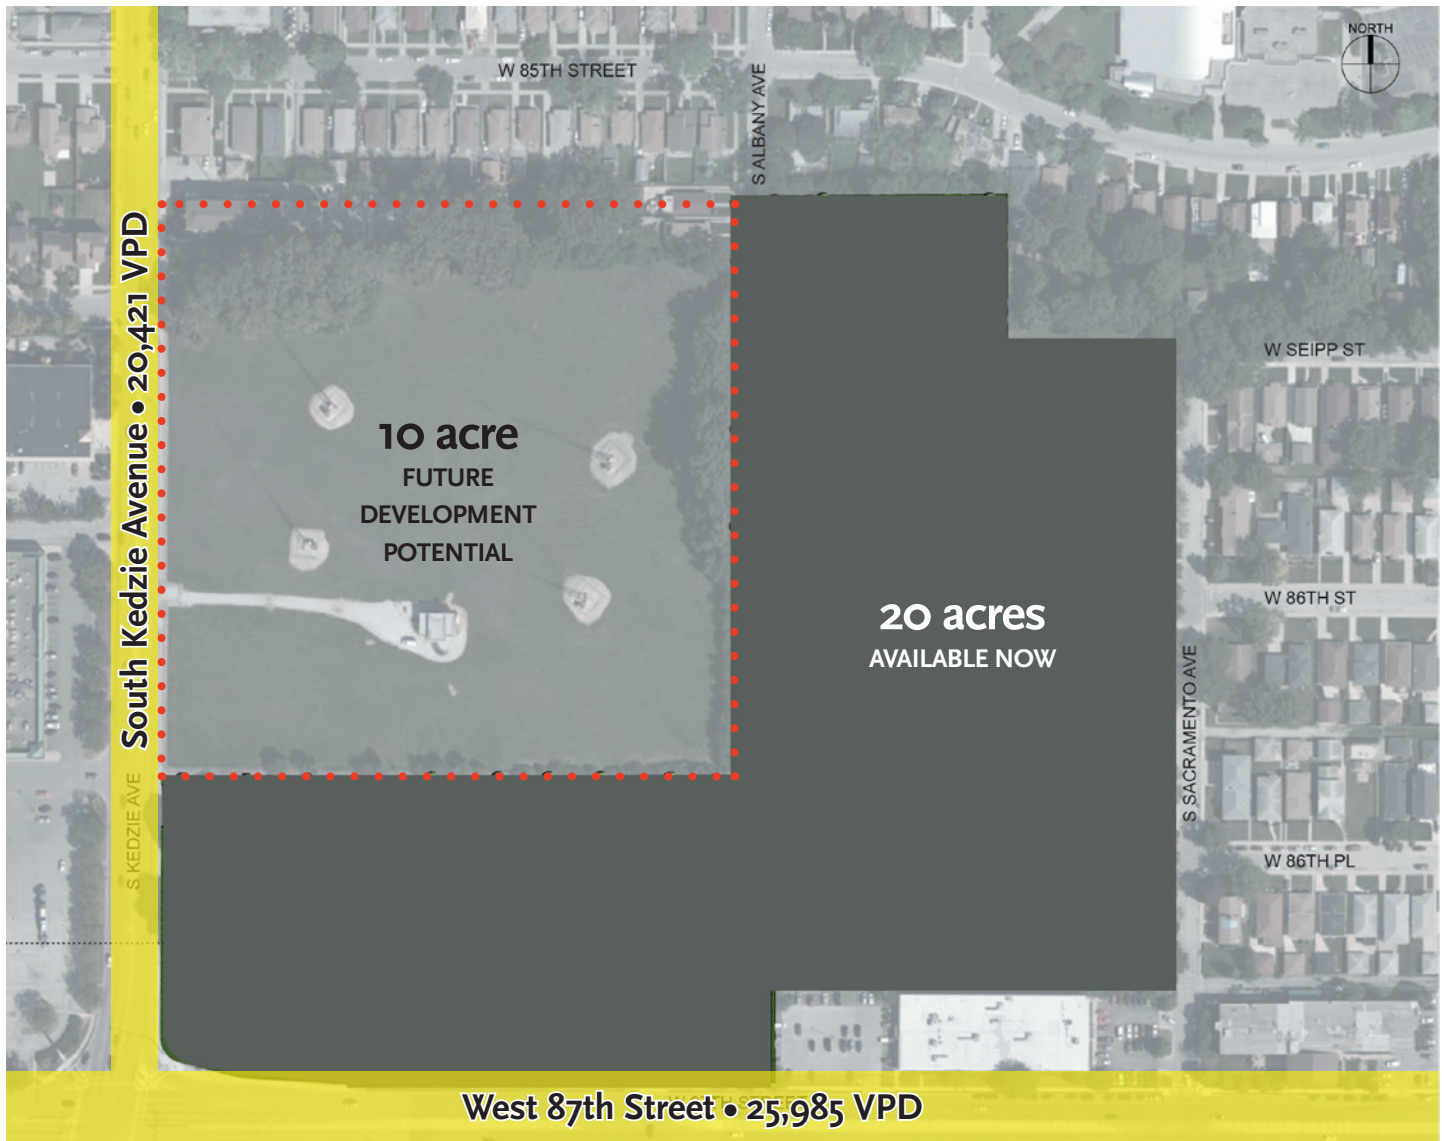 NORTH
W 85TH STREET
S ALBANY AVE
South Kedzie Avenue • 20,421 VPD
W SEIPP ST
10 acre
FUTURE
DEVELOPMENT
POTENTIAL
W 86TH ST
20 acres
AVAILABLE NOW
S SACRAMENTO AVE
S KEDZIE AVE
W 86TH PL
West 87th Street • 25,985 VPD